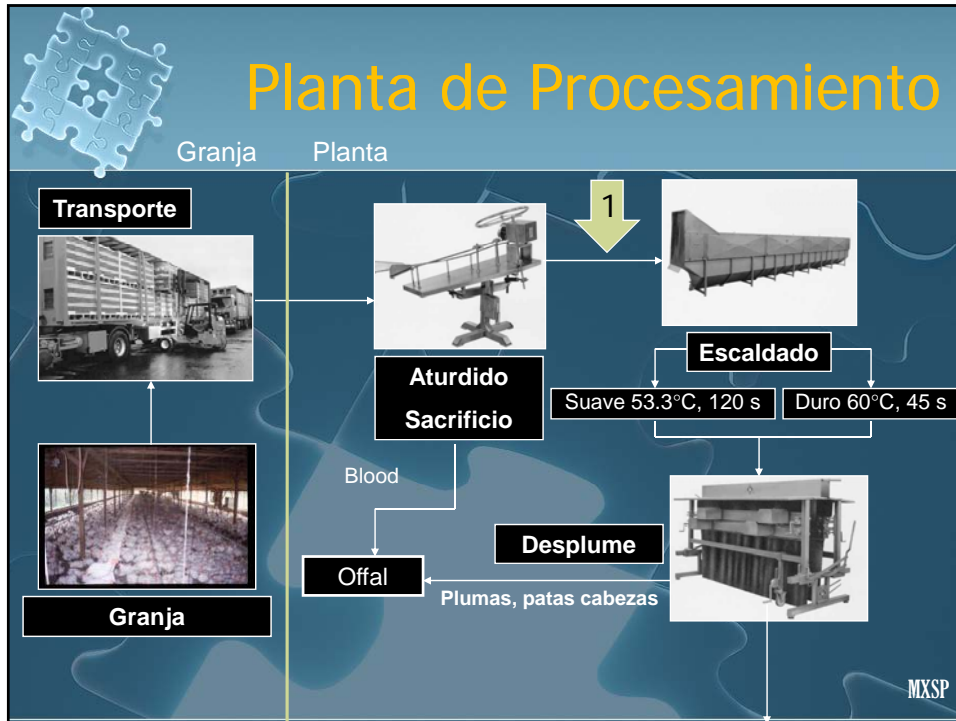 Planta de Procesamiento
Granja
Planta
Transporte
1
Aturdido
Sacrificio
Escaldado
Suave 53.3°C, 120 s
Duro 60°C, 45 s
Blood
Desplume
Offal
Plumas, patas cabezas
Granja
MXSP